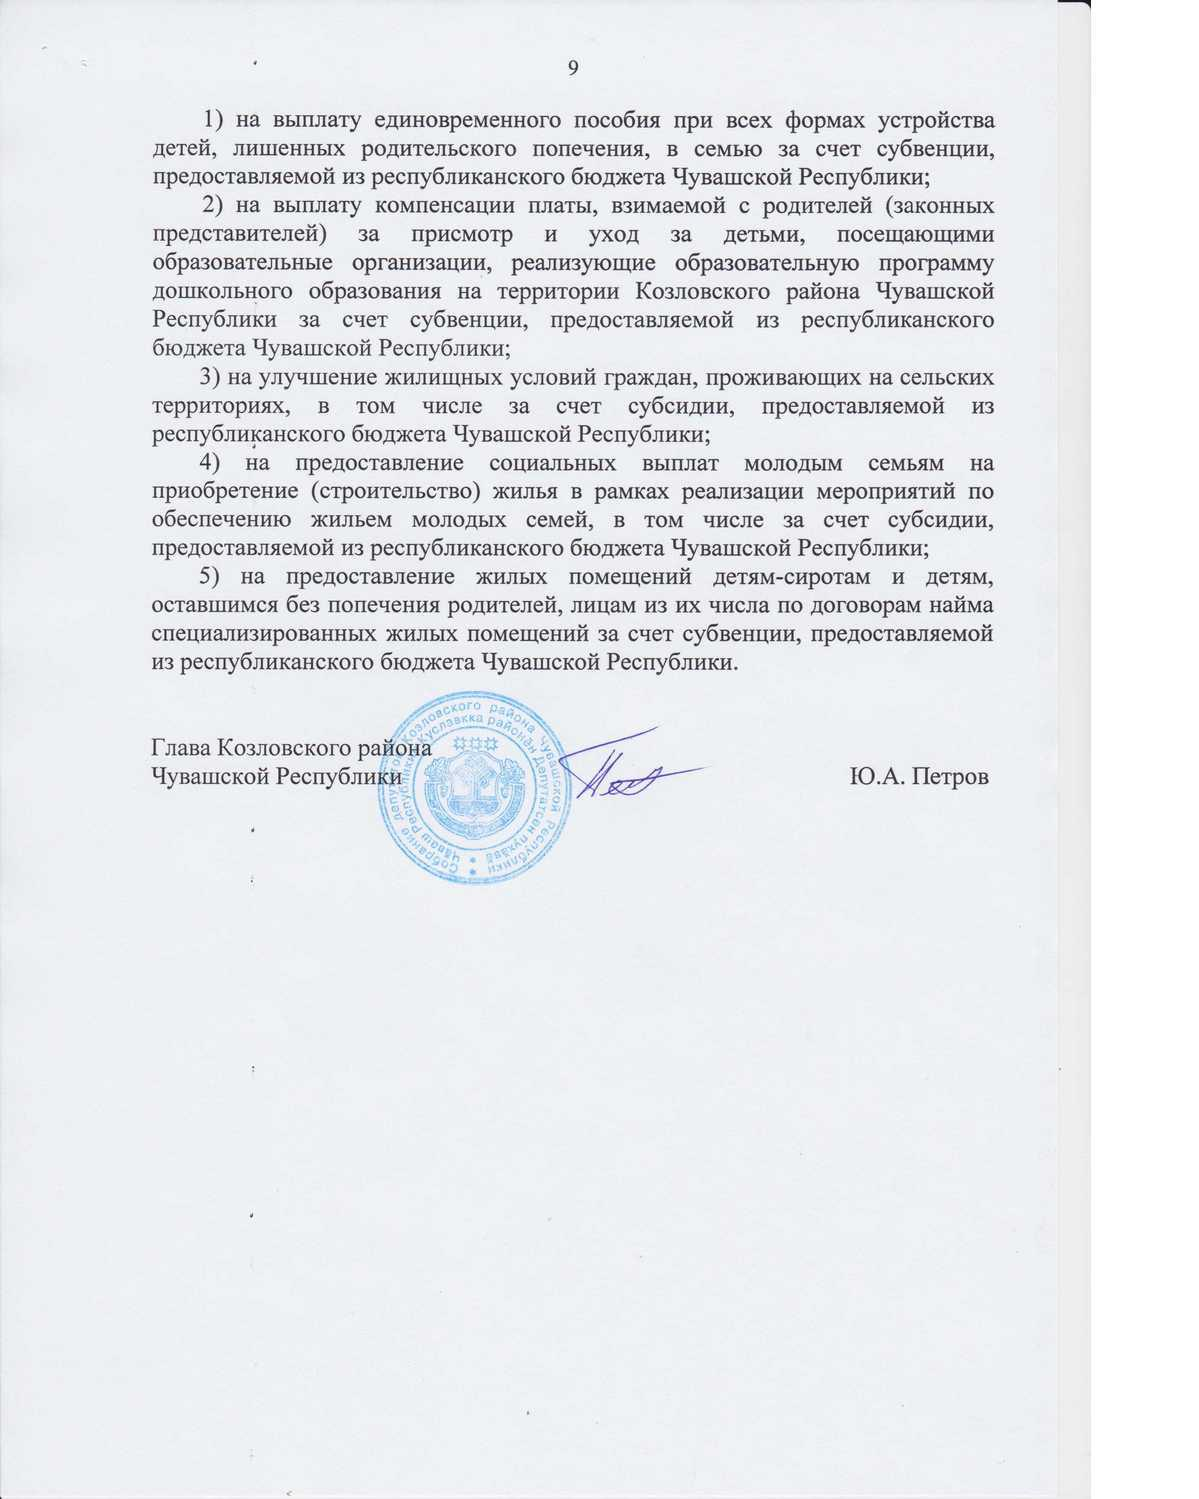 9
1) на выплату единовременного пособия при всех формах устройства
детей, лишенных родительского попечения, в семью за счет субвенции,
предоставляемой из республиканского бюджета Чувашской Республики;
2) на выплату компенсации платы, взимаемой с родителей (законных
представителей) за присмотр и уход за детьми, посещающими
образовательные организации, реализующие образовательную программу
дошкольного образования на территории Козловского района Чувашской
Республики за счет субвенции, предоставляемой из республиканского
бюджета Чувашской Республики;
3) на улучшение жилищных условий граждан, проживающих на сельских
территориях, в том числе за счет субсидии, предоставляемой из
республиканского бюджета Чувашской Республики;
4) на предоставление социальных выплат молодым семьям на
приобретение (строительство) жилья в рамках реализации мероприятий по
обеспечению жильем молодых семей, в том числе за счет субсидии,
предоставляемой из республиканского бюджета Чувашской Республики;
5) на предоставление жилых помещений детям-сиротам и детям,
оставшимся без попечения родителей, лицам из их числа по договорам найма
специализированных жилых помещений за счет субвенции, предоставляемой
из республиканского бюджета Чувашской Республики.
Глава Козловского района
Чувашской Республики Ю.А. Петров
Собрание депутатов Козловского района Чувашской Республики